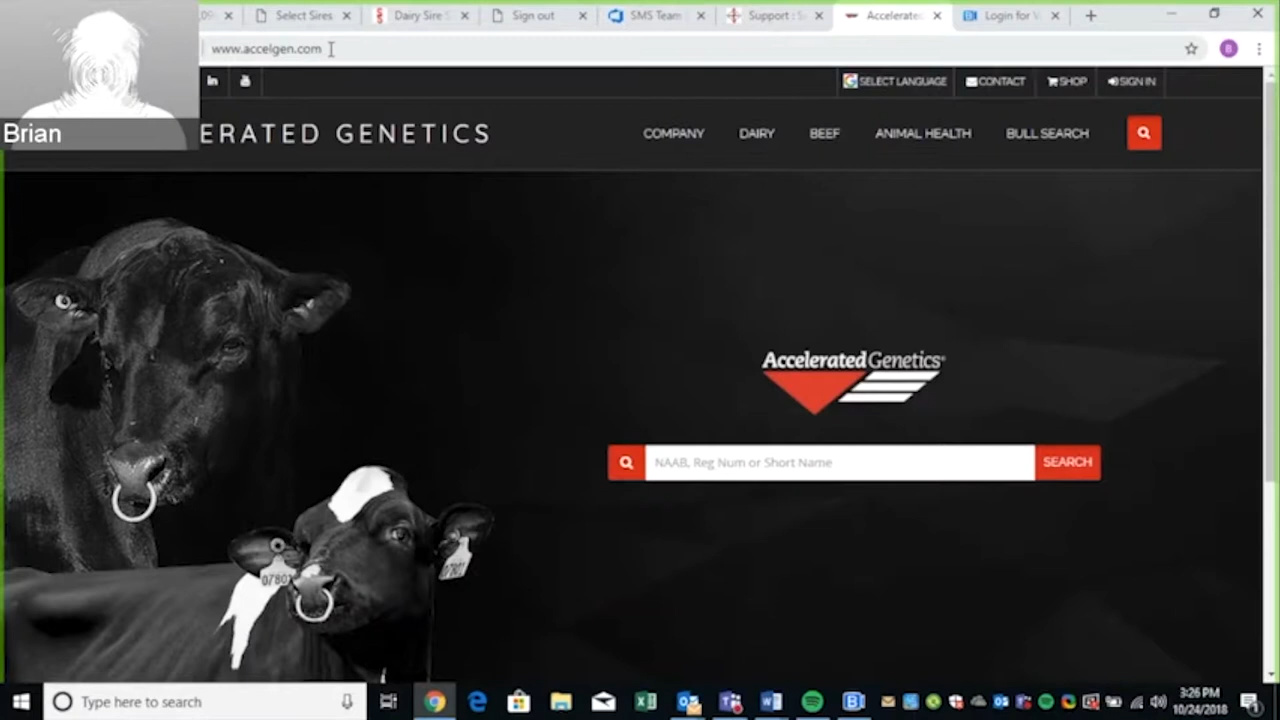 Select Sires
Dairy Sire S
Sign out
SMS Team
Support : S
Accelerate
Login for V
www.accelgen.com
B
SELECT LANGUAGE
CONTACT
SHOP
SIGN IN
Brian
ERATED GENETICS
COMPANY
DAIRY
BEEF
ANIMAL HEALTH
BULL SEARCH
Accelerated Genetics
NAAB, Reg Num or Short Name
SEARCH
07801
07801
Type here to search
3:26 PM
10/24/2018